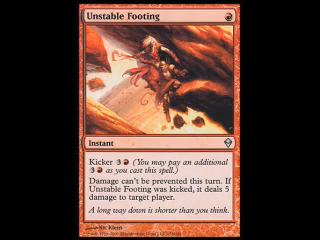 Unstable Footing
Instant
Kicker 3 (You may pay an additional
3 as you cast this spell.)
Damage can't be prevented this turn. If
Unstable Footing was kicked, it deals 5
damage to target player.
A long way down is shorter than you think.
Nic Klein